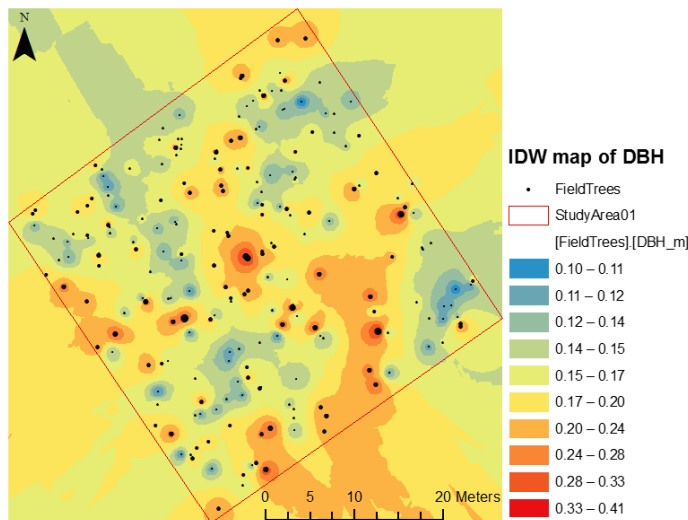 N
IDW map of DBH
FieldTrees
StudyArea01
[FieldTrees].[DBH_m]
0.10 – 0.11
0.11 – 0.12
0.12 – 0.14
0.14 – 0.15
0.15 – 0.17
0.17 – 0.20
0.20 – 0.24
0.24 – 0.28
0.28 – 0.33
0.33 – 0.41
0 5 10 20 Meters